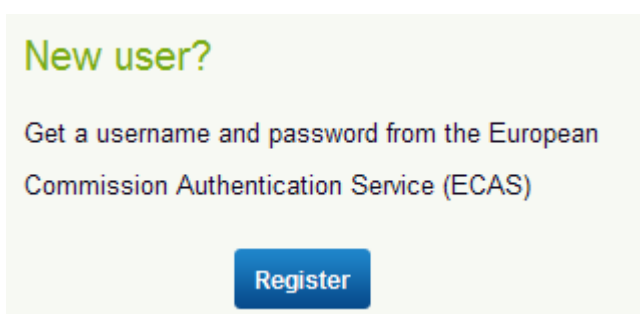 New user?
Get a username and password from the European
Commission Authentication Service (ECAS)
Register